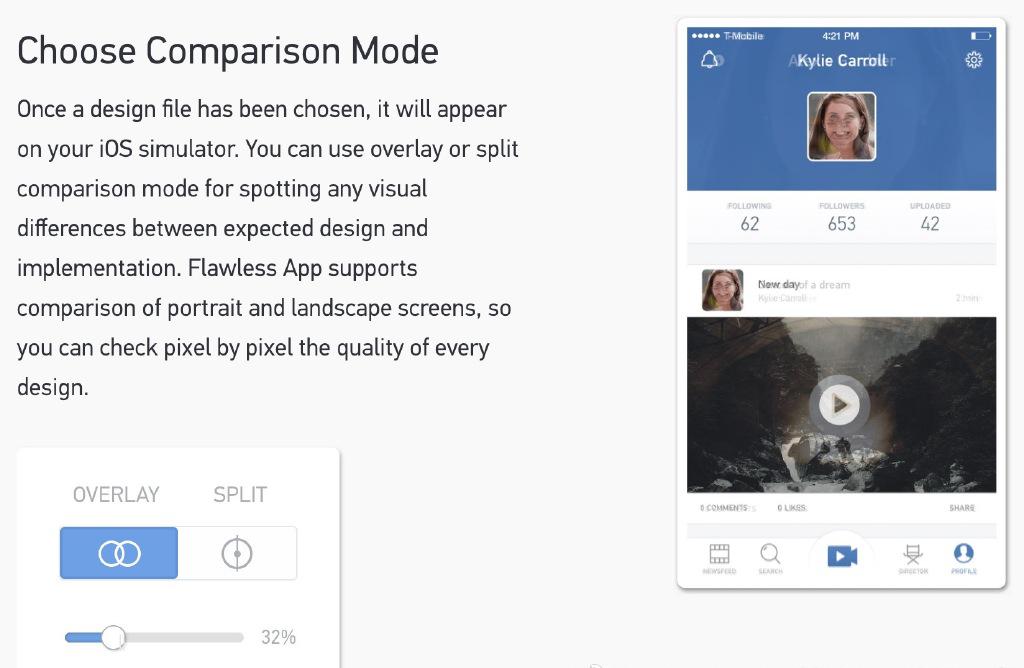 Choose Comparison Mode
Once a design file has been chosen, it will appear
on your iOS simulator. You can use overlay or split
comparison mode for spotting any visual
differences between expected design and
implementation. Flawless App supports
comparison of portrait and landscape screens, so
you can check pixel by pixel the quality of every
design.
OVERLAY SPLIT
32%
T-Mobile 4:21 PM
Kylie Carroll
FOLLOWING FOLLOWERS UPLOADED
62 653 42
New day of a dream
Kylie Carroll 2 min
0 COMMENTS 0 LIKES SHARE
NEWSFEED SEARCH DIRECTOR PROFILE